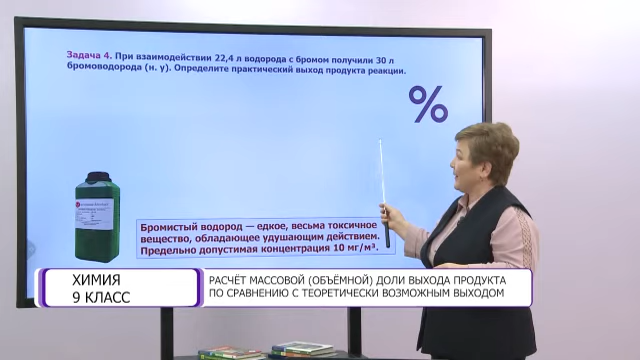 Задача 4. При взаимодействии 22,4 л водорода с бромом получили 30 л
бромоводорода (н. у). Определите практический выход продукта реакции.
%
Бромистый водород — едкое, весьма токсичное
вещество, обладающее удушающим действием.
Предельно допустимая концентрация 10 мг/м³.
ХИМИЯ
9 КЛАСС
РАСЧЁТ МАССОВОЙ (ОБЪЁМНОЙ) ДОЛИ ВЫХОДА ПРОДУКТА
ПО СРАВНЕНИЮ С ТЕОРЕТИЧЕСКИ ВОЗМОЖНЫМ ВЫХОДОМ